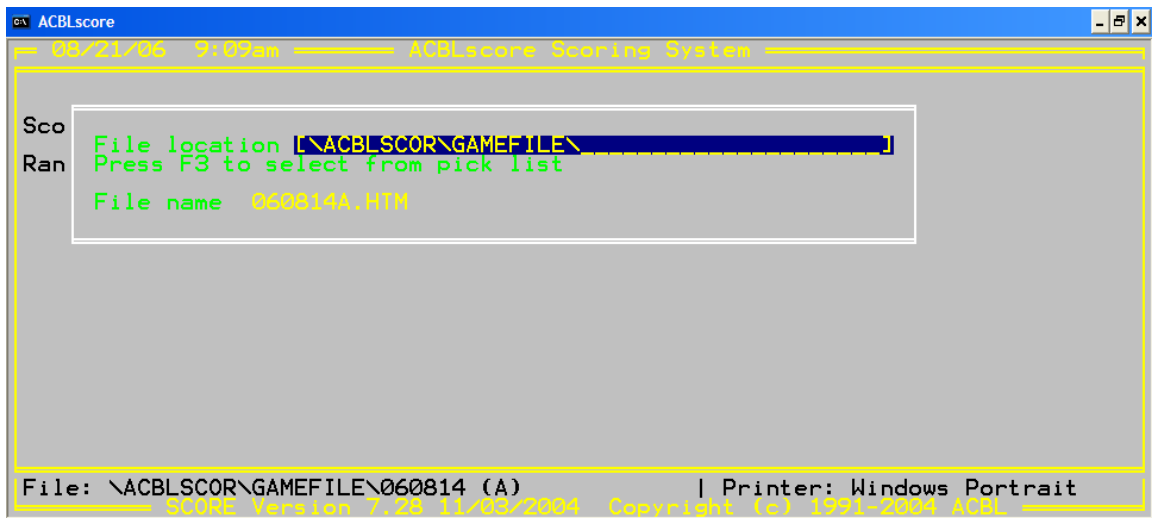 ACBLscore
08/21/06 9:09am ACBLscore Scoring System
Sco
File location [\ACBLSCOR\GAMEFILE\_____________________]
Ran Press F3 to select from pick list
File name 060814A.HTM
File: \ACBLSCOR\GAMEFILE\060814 (A) | Printer: Windows Portrait
SCORE Version 7.28 11/03/2004 Copyright (c) 1991-2004 ACBL